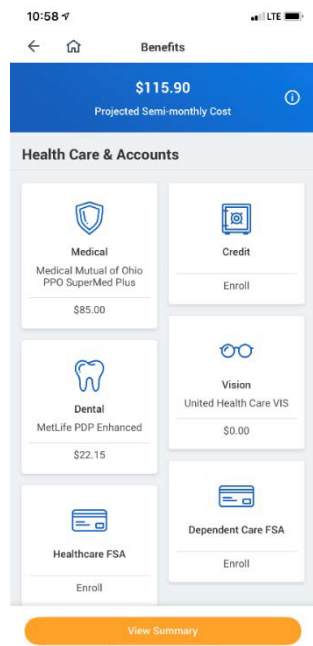 10:58
LTE
Benefits
$115.90
Projected Semi-monthly Cost
Health Care & Accounts
Medical
Medical Mutual of Ohio
PPO SuperMed Plus
$85.00
Credit
Enroll
Dental
MetLife PDP Enhanced
$22.15
Vision
United Health Care VIS
$0.00
Healthcare FSA
Enroll
Dependent Care FSA
Enroll
View Summary